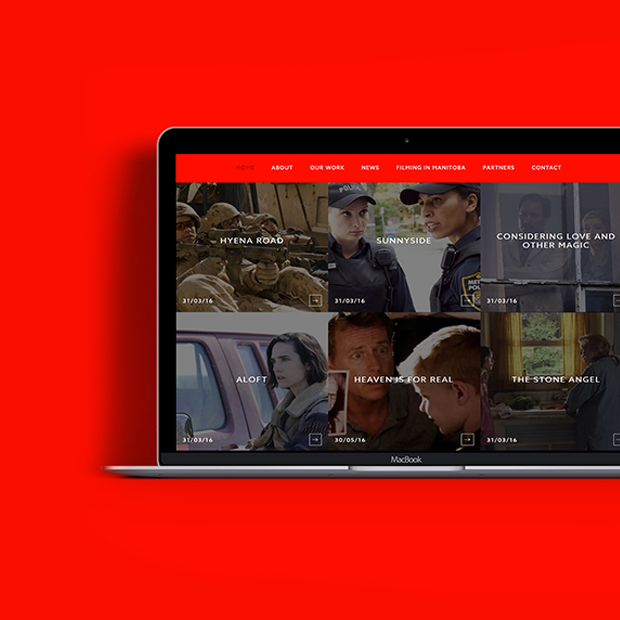 HOME ABOUT OUR WORK NEWS FILMING IN MANITOBA PARTNERS CONTACT
HYENA ROAD
31/03/16
POLICE
SUNNYSIDE
31/03/16
CONSIDERING LOVE AND
OTHER MAGIC
31/03/16
ALOFT
31/03/16
HEAVEN IS FOR REAL
30/05/16
THE STONE ANGEL
31/03/16
MacBook